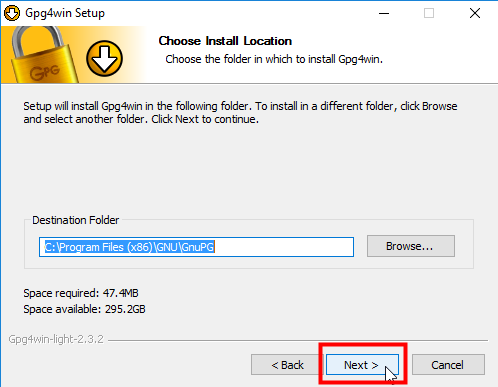 Gpg4win Setup
GPG
Choose Install Location
Choose the folder in which to install Gpg4win.
Setup will install Gpg4win in the following folder. To install in a different folder, click Browse
and select another folder. Click Next to continue.
Destination Folder
C:\Program Files (x86)\GNU\GnuPG
Browse...
Space required: 47.4MB
Space available: 295.2GB
Gpg4win-light-2.3.2
< Back
Next >
Cancel